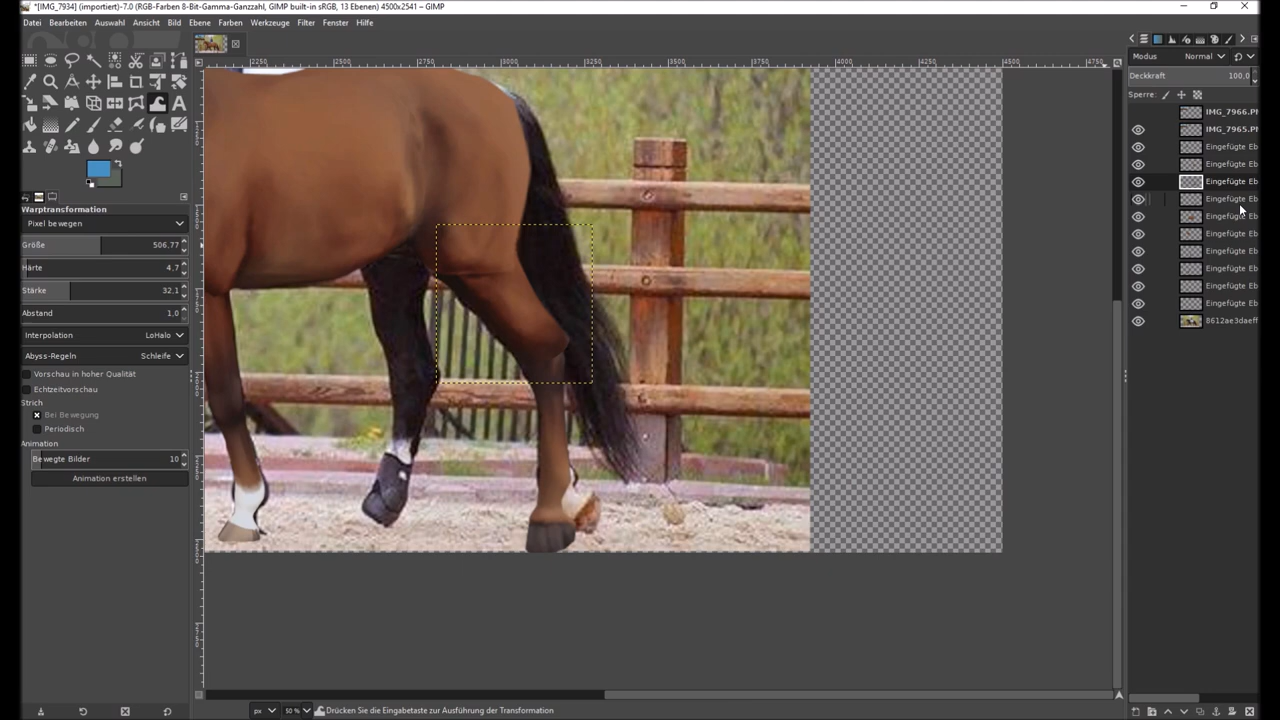 *[IMG_7934] (importiert)-7.0 (RGB-Farben 8-Bit-Gamma-Ganzzahl, GIMP built-in sRGB, 13 Ebenen) 4500x2541 – GIMP
Datei Bearbeiten Auswahl Ansicht Bild Ebene Farben Werkzeuge Filter Fenster Hilfe
2250 2500 2750 3000 3250 3500 3750 4000 4250 4500 4750
Modus Normal
Deckkraft 100,0
Sperre:
IMG_7966.P
IMG_7965.P
Eingefügte Eb
Eingefügte Eb
Eingefügte Eb
Eingefügte Eb
Eingefügte Eb
Eingefügte Eb
Eingefügte Eb
Eingefügte Eb
Eingefügte Eb
Eingefügte Eb
8612ae3daeff
Warptransformation
Pixel bewegen
Größe 506,77
Härte 4,7
Stärke 32,1
Abstand 1,0
Interpolation LoHalo
Abyss-Regeln Schleife
Vorschau in hoher Qualität
Echtzeitvorschau
Strich
Bei Bewegung
Periodisch
Animation
Bewegte Bilder 10
Animation erstellen
px 50 % Drücken Sie die Eingabetaste zur Ausführung der Transformation